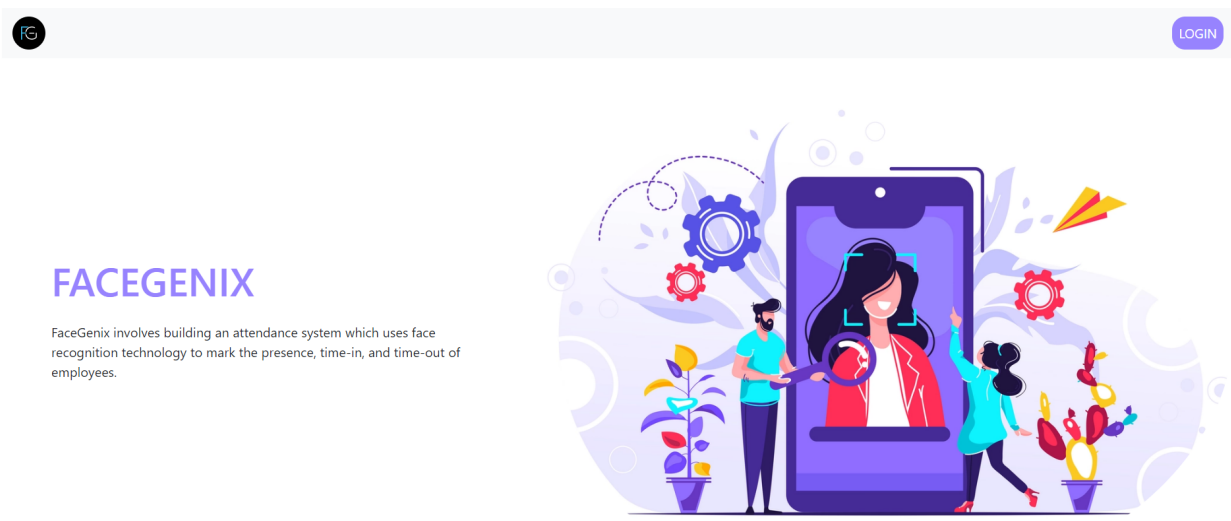 FG
LOGIN
FACEGENIX
FaceGenix involves building an attendance system which uses face
recognition technology to mark the presence, time-in, and time-out of
employees.